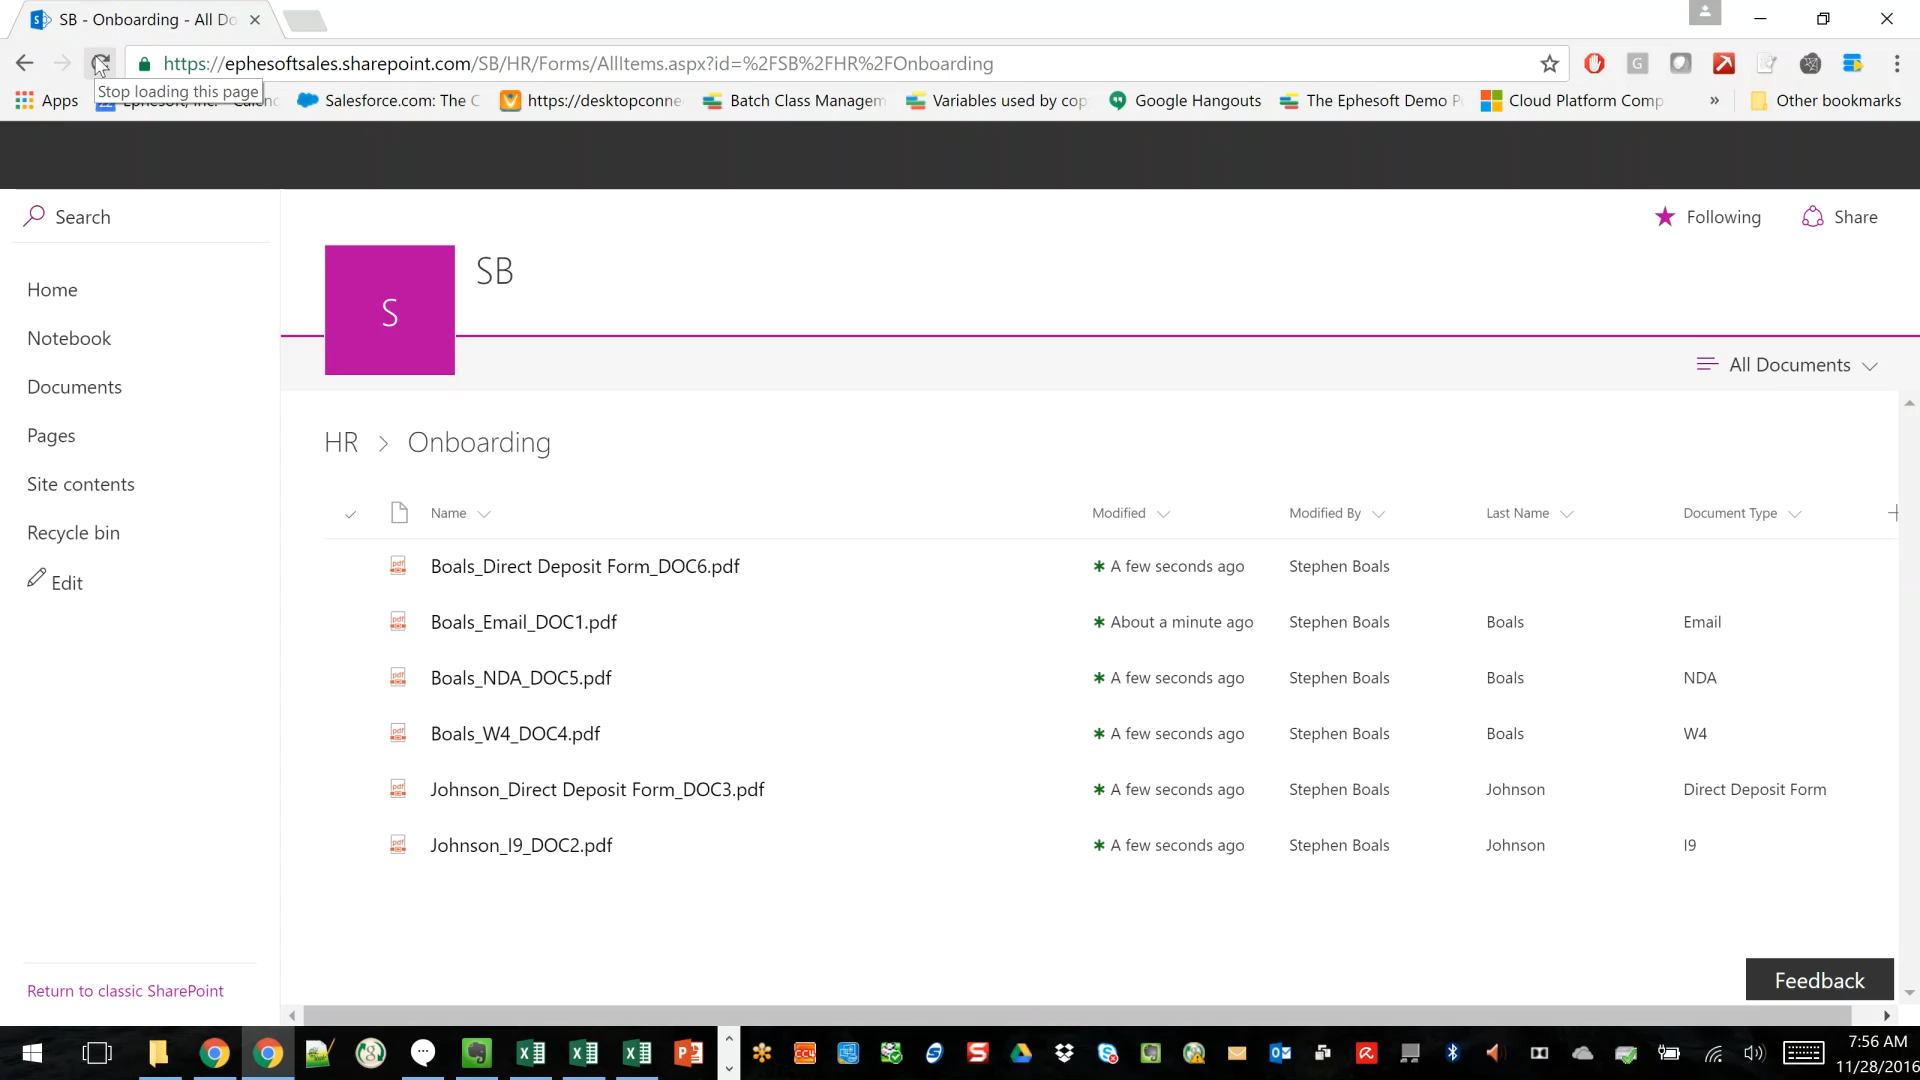 SB - Onboarding - All Do
https://ephesoftsales.sharepoint.com/SB/HR/Forms/AllItems.aspx?id=%2FSB%2FHR%2FOnboarding
Stop loading this page
Apps
Salesforce.com: The C
https://desktopconne
Batch Class Managem
Variables used by cop
Google Hangouts
The Ephesoft Demo P
Cloud Platform Comp
»
Other bookmarks
Search
Following
Share
S
SB
Home
Notebook
Documents
Pages
Site contents
Recycle bin
Edit
All Documents
HR > Onboarding
Name Modified Modified By Last Name Document Type
Boals_Direct Deposit Form_DOC6.pdf A few seconds ago Stephen Boals
Boals_Email_DOC1.pdf About a minute ago Stephen Boals Boals Email
Boals_NDA_DOC5.pdf A few seconds ago Stephen Boals Boals NDA
Boals_W4_DOC4.pdf A few seconds ago Stephen Boals Boals W4
Johnson_Direct Deposit Form_DOC3.pdf A few seconds ago Stephen Boals Johnson Direct Deposit Form
Johnson_I9_DOC2.pdf A few seconds ago Stephen Boals Johnson I9
Return to classic SharePoint
Feedback
7:56 AM
11/28/2016